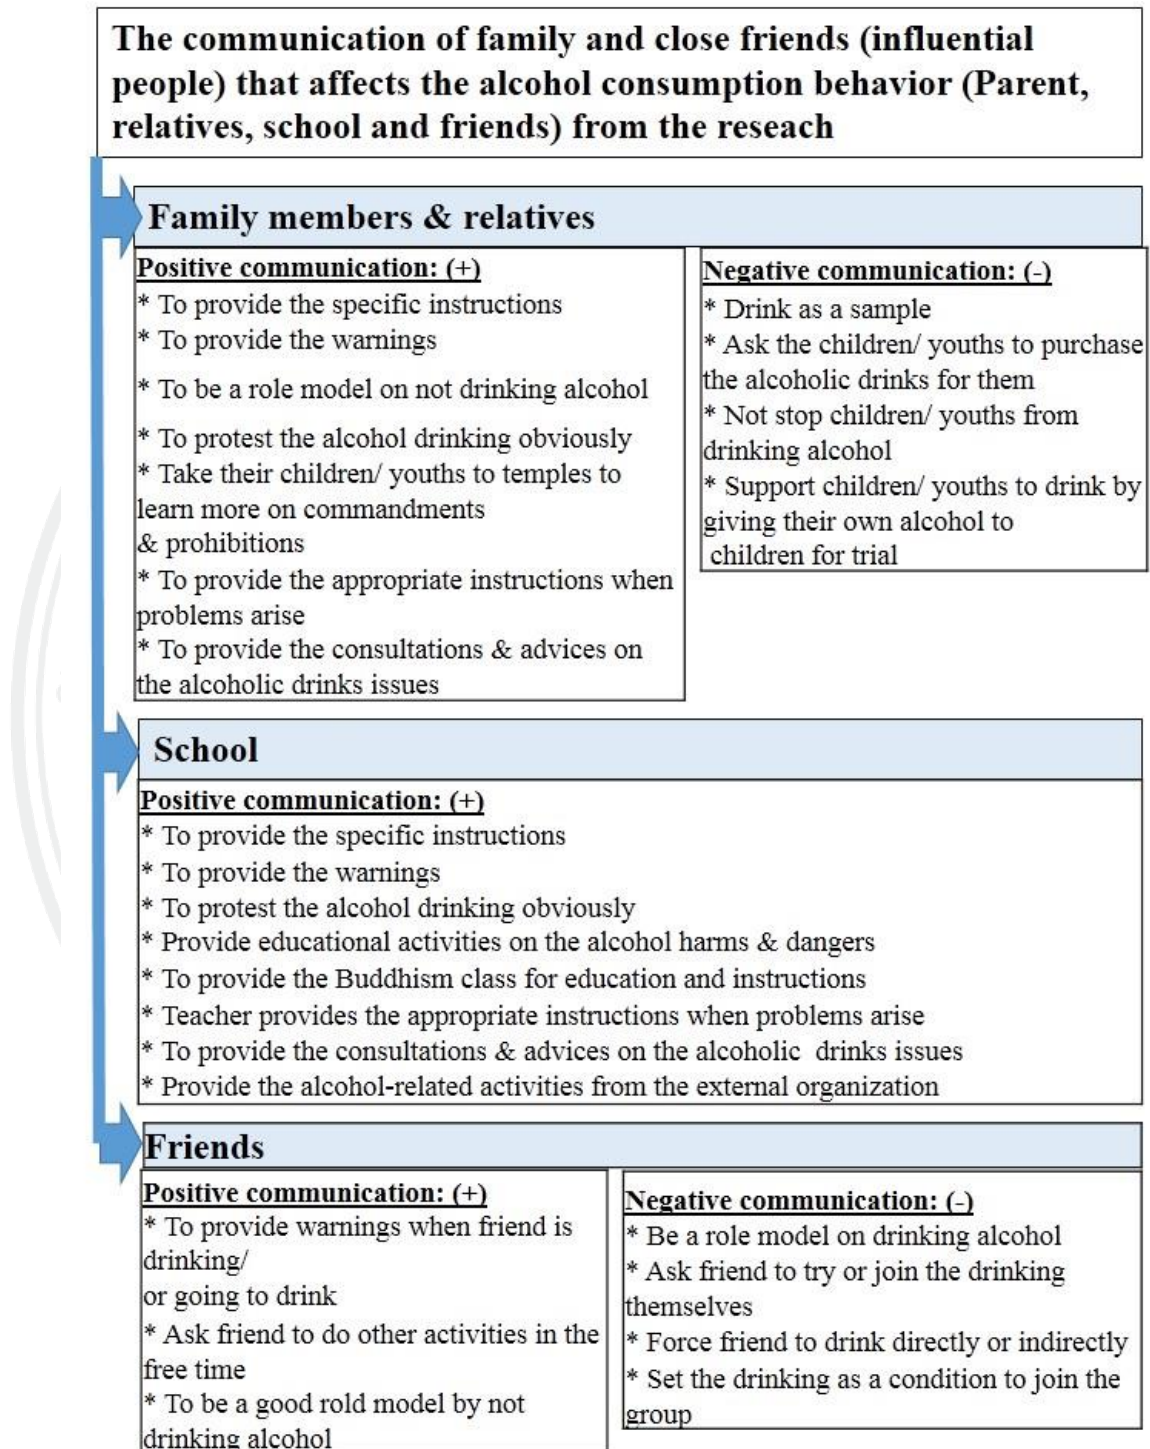 The communication of family and close friends (influential
people) that affects the alcohol consumption behavior (Parent,
relatives, school and friends) from the reseach
Family members & relatives
Positive communication: (+)
* To provide the specific instructions
* To provide the warnings
* To be a role model on not drinking alcohol
* To protest the alcohol drinking obviously
* Take their children/ youths to temples to
learn more on commandments
& prohibitions
* To provide the appropriate instructions when
problems arise
* To provide the consultations & advices on
the alcoholic drinks issues
Negative communication: (-)
* Drink as a sample
* Ask the children/ youths to purchase
the alcoholic drinks for them
* Not stop children/ youths from
drinking alcohol
* Support children/ youths to drink by
giving their own alcohol to
children for trial
School
Positive communication: (+)
* To provide the specific instructions
* To provide the warnings
* To protest the alcohol drinking obviously
* Provide educational activities on the alcohol harms & dangers
* To provide the Buddhism class for education and instructions
* Teacher provides the appropriate instructions when problems arise
* To provide the consultations & advices on the alcoholic drinks issues
* Provide the alcohol-related activities from the external organization
Friends
Positive communication: (+)
* To provide warnings when friend is
drinking/
or going to drink
* Ask friend to do other activities in the
free time
* To be a good rold model by not
drinking alcohol
Negative communication: (-)
* Be a role model on drinking alcohol
* Ask friend to try or join the drinking
themselves
* Force friend to drink directly or indirectly
* Set the drinking as a condition to join the
group